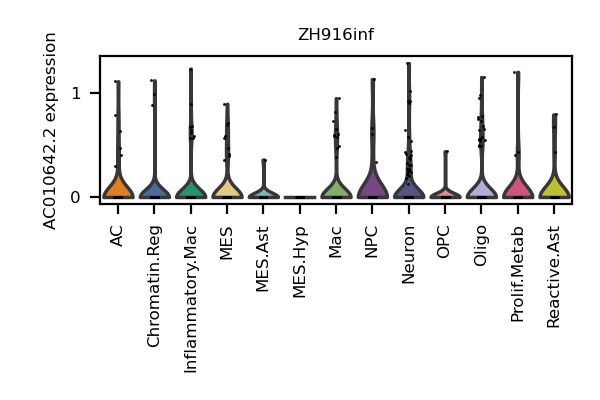 ZH916inf
AC010642.2 expression
1
0
AC
Chromatin.Reg
Inflammatory.Mac
MES
MES.Ast
MES.Hyp
Mac
NPC
Neuron
OPC
Oligo
Prolif.Metab
Reactive.Ast